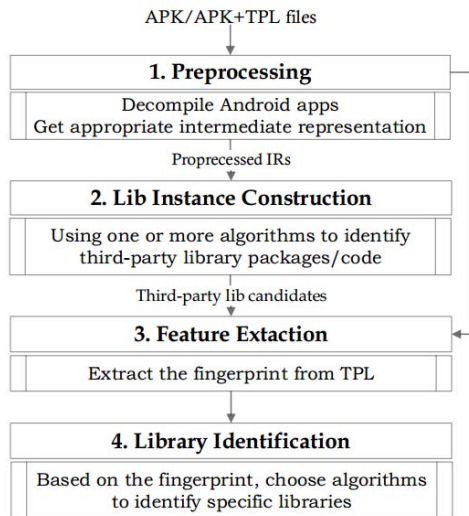 APK/APK+TPL files
1. Preprocessing
Decompile Android apps
Get appropriate intermediate representation
Proprecessed IRs
2. Lib Instance Construction
Using one or more algorithms to identify
third-party library packages/code
Third-party lib candidates
3. Feature Extaction
Extract the fingerprint from TPL
4. Library Identification
Based on the fingerprint, choose algorithms
to identify specific libraries